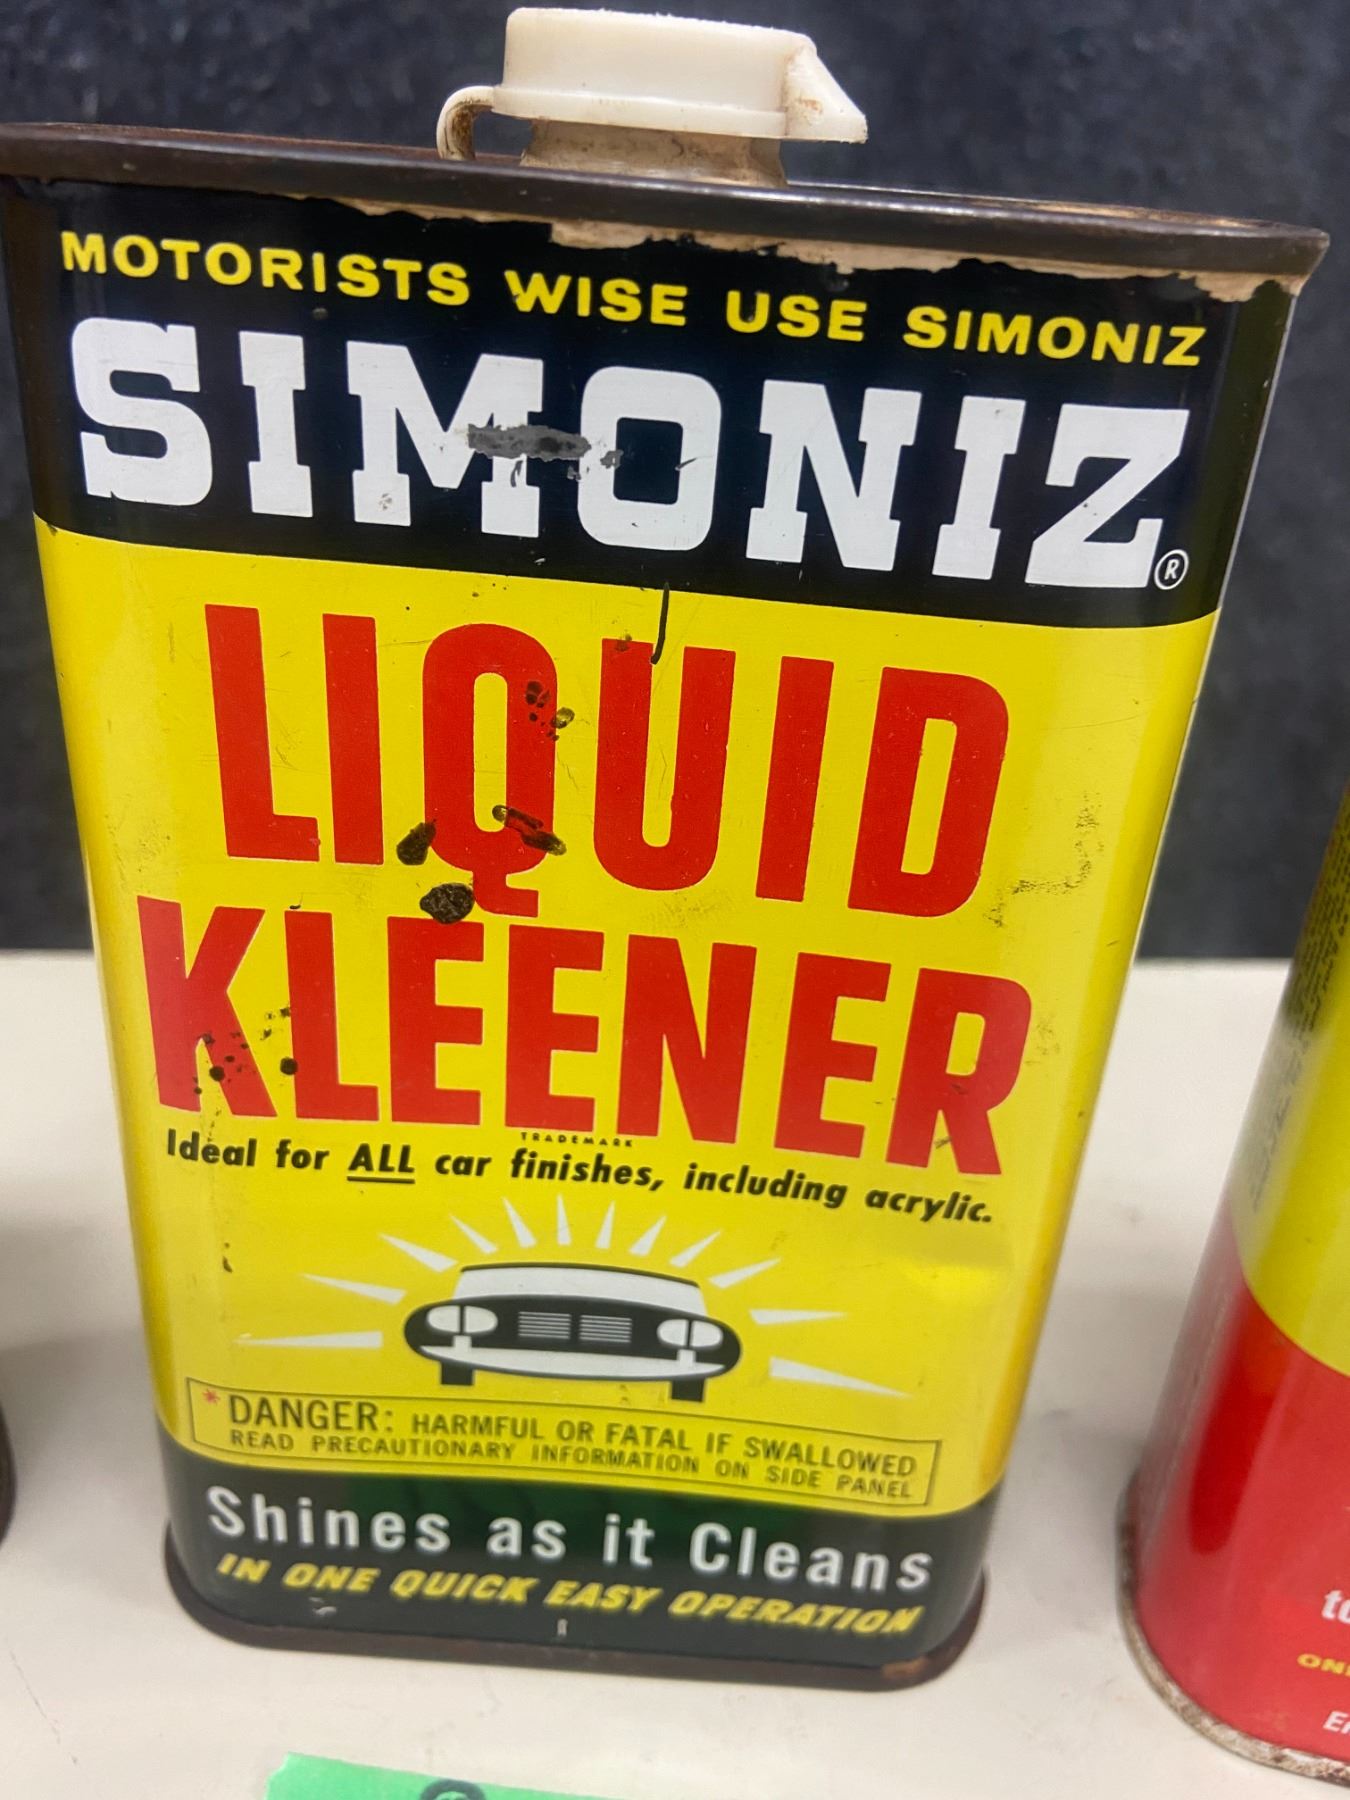 MOTORISTS WISE USE SIMONIZ
SIMONIZ®
LIQUID
KLEENER
TRADEMARK
Ideal for ALL car finishes, including acrylic.
*DANGER: HARMFUL OR FATAL IF SWALLOWED
READ PRECAUTIONARY INFORMATION ON SIDE PANEL
Shines as it Cleans
IN ONE QUICK EASY OPERATION